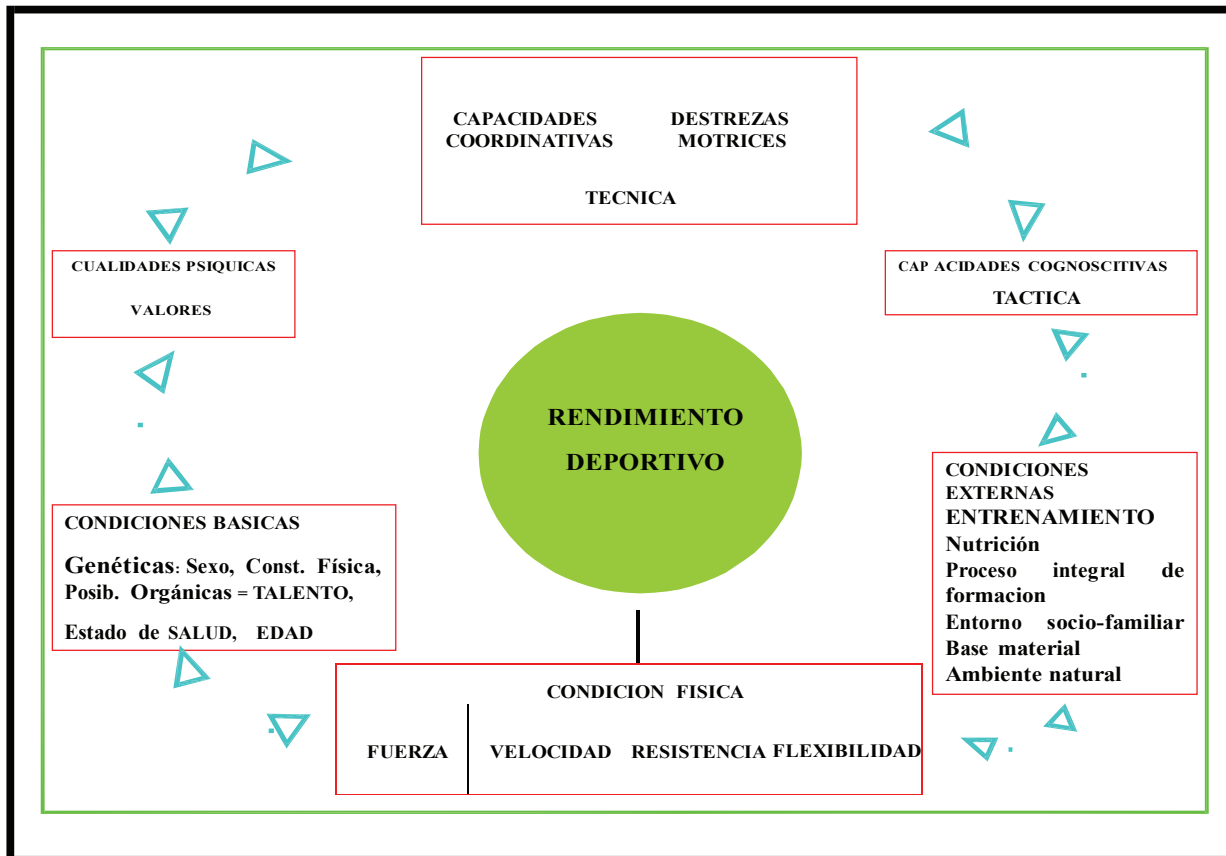 CAPACIDADES DESTREZAS
COORDINATIVAS MOTRICES
TECNICA
CUALIDADES PSIQUICAS
VALORES
CAP ACIDADES COGNOSCITIVAS
TACTICA
RENDIMIENTO
DEPORTIVO
CONDICIONES BASICAS
Genéticas: Sexo, Const. Física,
Posib. Orgánicas = TALENTO,
Estado de SALUD, EDAD
CONDICIONES
EXTERNAS
ENTRENAMIENTO
Nutrición
Proceso integral de
formacion
Entorno socio-familiar
Base material
Ambiente natural
CONDICION FISICA
FUERZA VELOCIDAD RESISTENCIA FLEXIBILIDAD